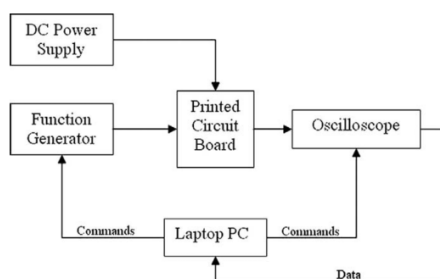 DC Power
Supply
Function
Generator
Printed
Circuit
Board
Oscilloscope
Commands
Laptop PC
Commands
Data